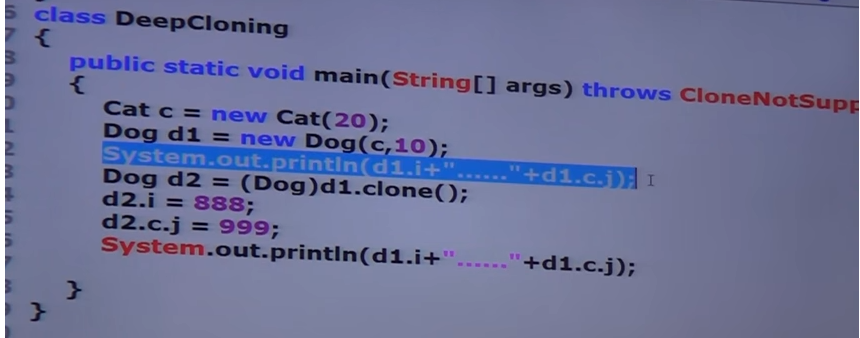 class DeepCloning
{
public static void main(String[] args) throws CloneNotSupp
{
Cat c = new Cat(20);
Dog d1 = new Dog(c,10);
System.out.println(d1.i+"......"+d1.c.j);
Dog d2 = (Dog)d1.clone();
d2.i = 888;
d2.c.j = 999;
System.out.println(d1.i+"......"+d1.c.j);
}
}